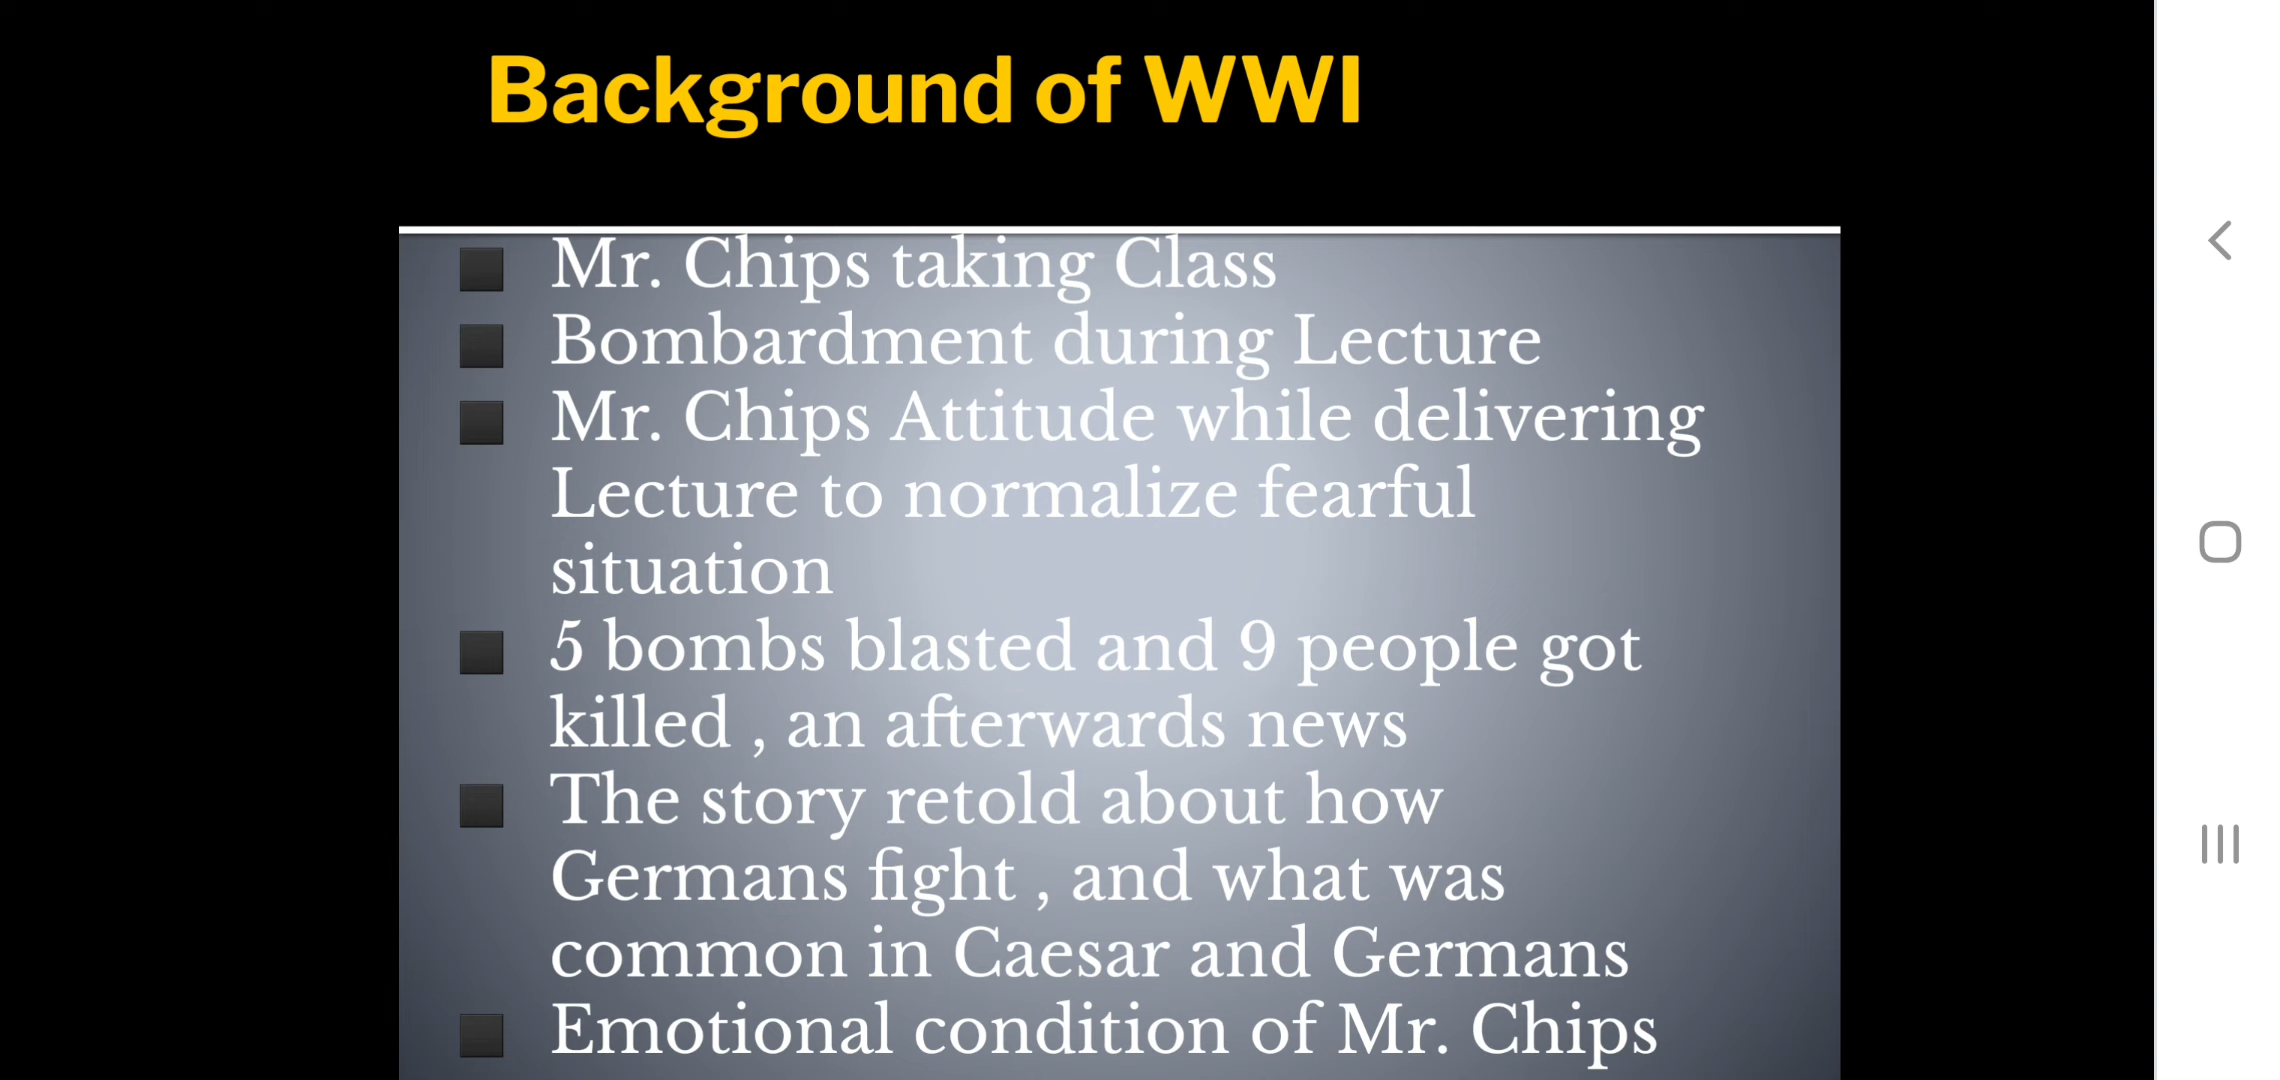 Background of WWI
Mr. Chips taking Class
Bombardment during Lecture
Mr. Chips Attitude while delivering
Lecture to normalize fearful
situation
5 bombs blasted and 9 people got
killed , an afterwards news
The story retold about how
Germans fight , and what was
common in Caesar and Germans
Emotional condition of Mr. Chips